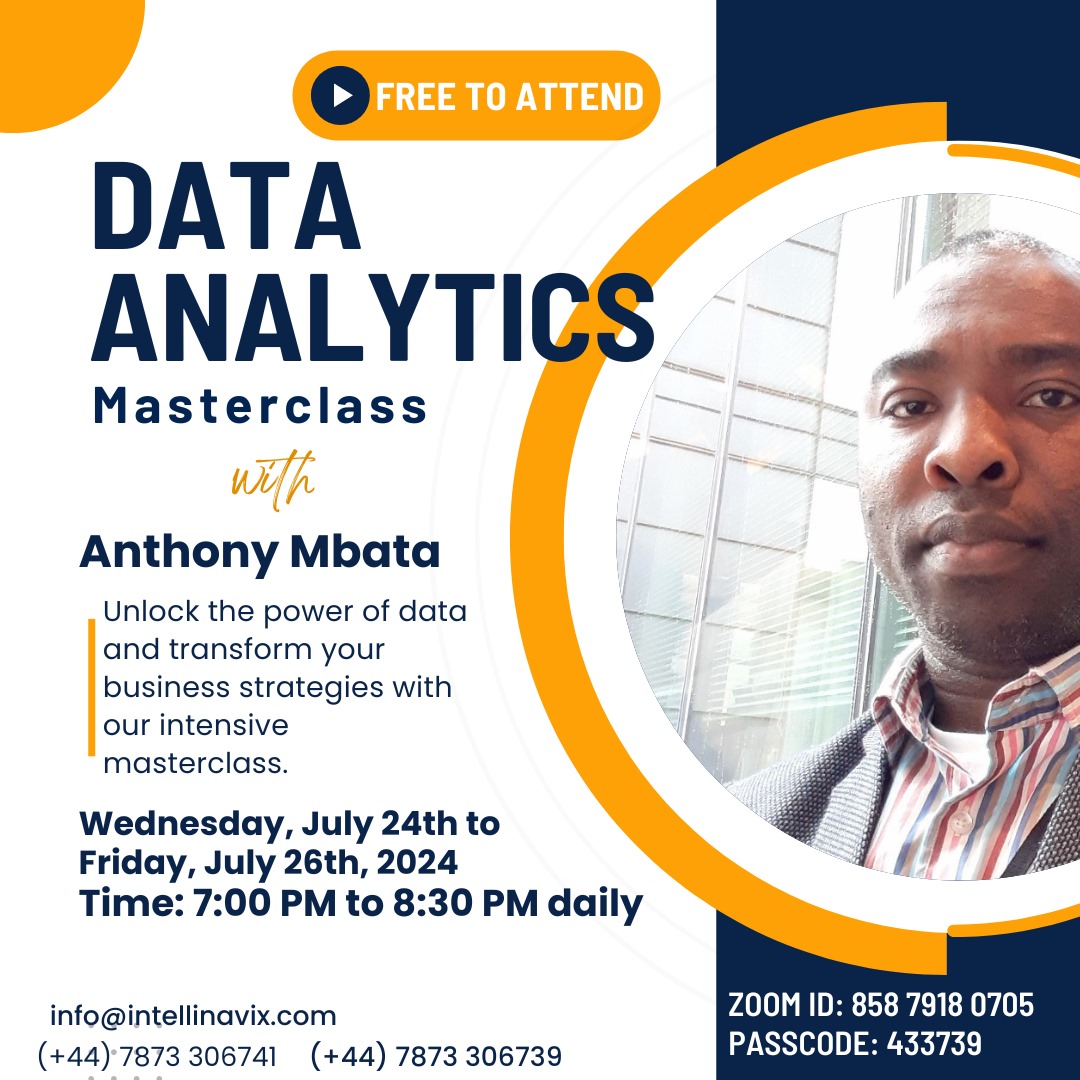 FREE TO ATTEND
DATA
ANALYTICS
Masterclass
with
Anthony Mbata
Unlock the power of data
and transform your
business strategies with
our intensive
masterclass.
Wednesday, July 24th to
Friday, July 26th, 2024
Time: 7:00 PM to 8:30 PM daily
info@intellinavix.com
(+44) 7873 306741 (+44) 7873 306739
ZOOM ID: 858 7918 0705
PASSCODE: 433739